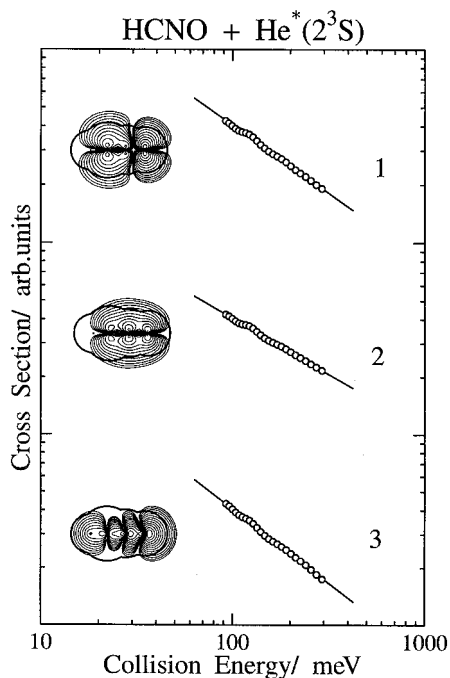 HCNO + He*(2³S)
Cross Section/ arb.units
1
2
3
10 100 1000
Collision Energy/ meV